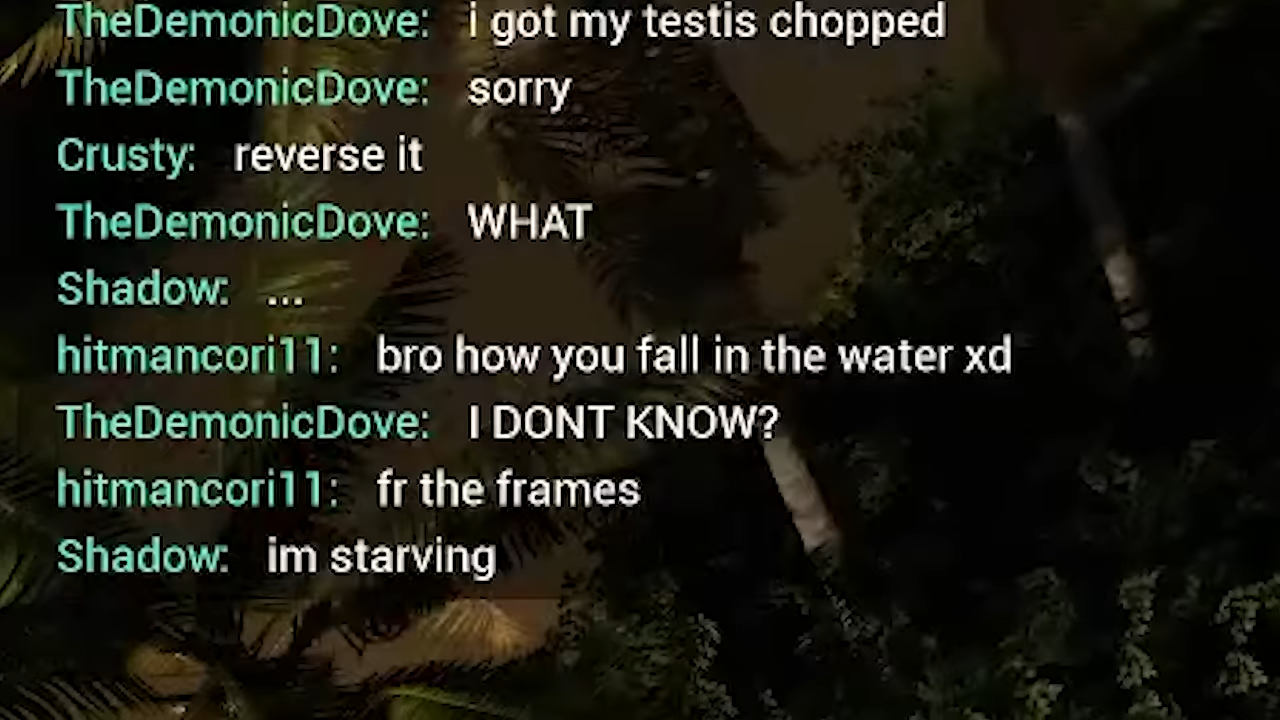 TheDemonicDove: i got my testis chopped
TheDemonicDove: sorry
Crusty: reverse it
TheDemonicDove: WHAT
Shadow: ...
hitmancori11: bro how you fall in the water xd
TheDemonicDove: I DONT KNOW?
hitmancori11: fr the frames
Shadow: im starving